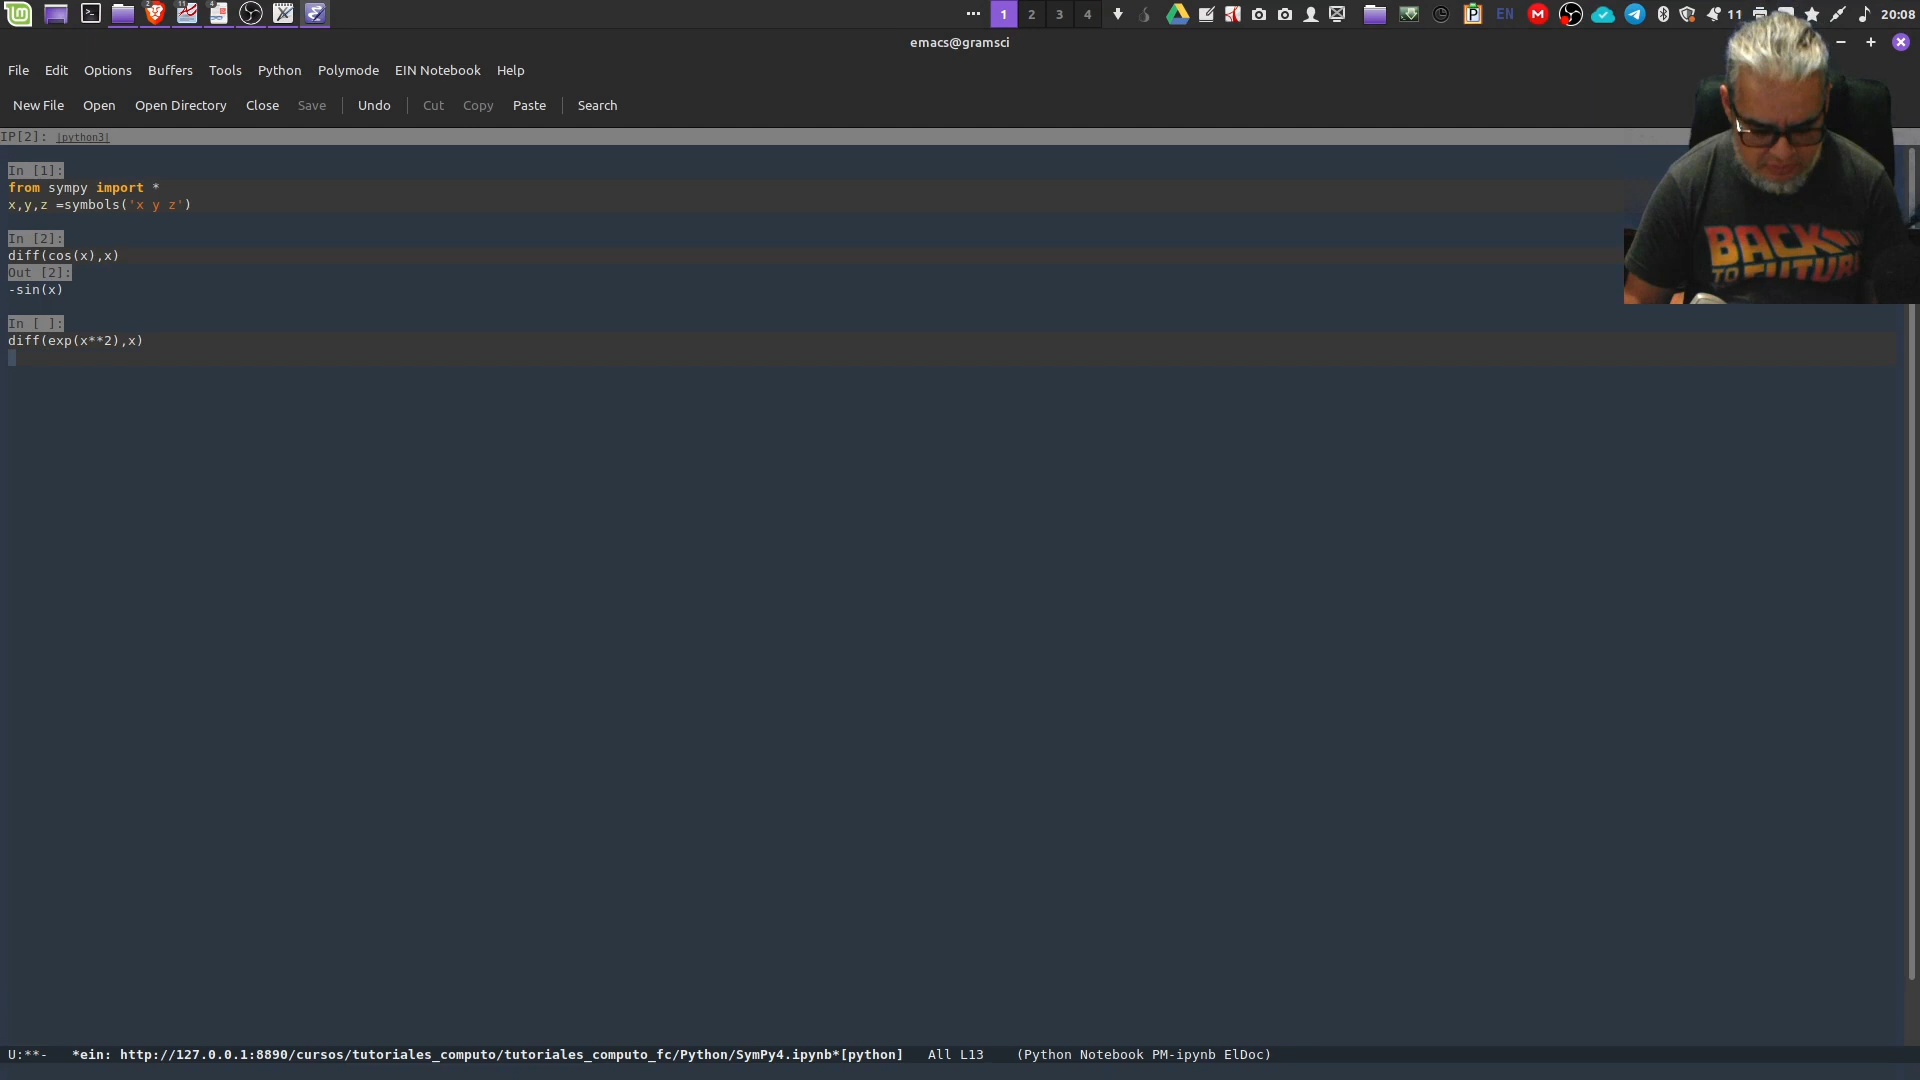 1 2 3 4 EN 11 20:08
emacs@gramsci
File Edit Options Buffers Tools Python Polymode EIN Notebook Help
New File Open Open Directory Close Save Undo Cut Copy Paste Search
IP[2]: |python3|
In [1]:
from sympy import *
x,y,z =symbols('x y z')
In [2]:
diff(cos(x),x)
Out [2]:
-sin(x)
In [ ]:
diff(exp(x**2),x)
BACK
TO FUTURE
U:**- *ein: http://127.0.0.1:8890/cursos/tutoriales_computo/tutoriales_computo_fc/Python/SymPy4.ipynb*[python] All L13 (Python Notebook PM-ipynb ElDoc)